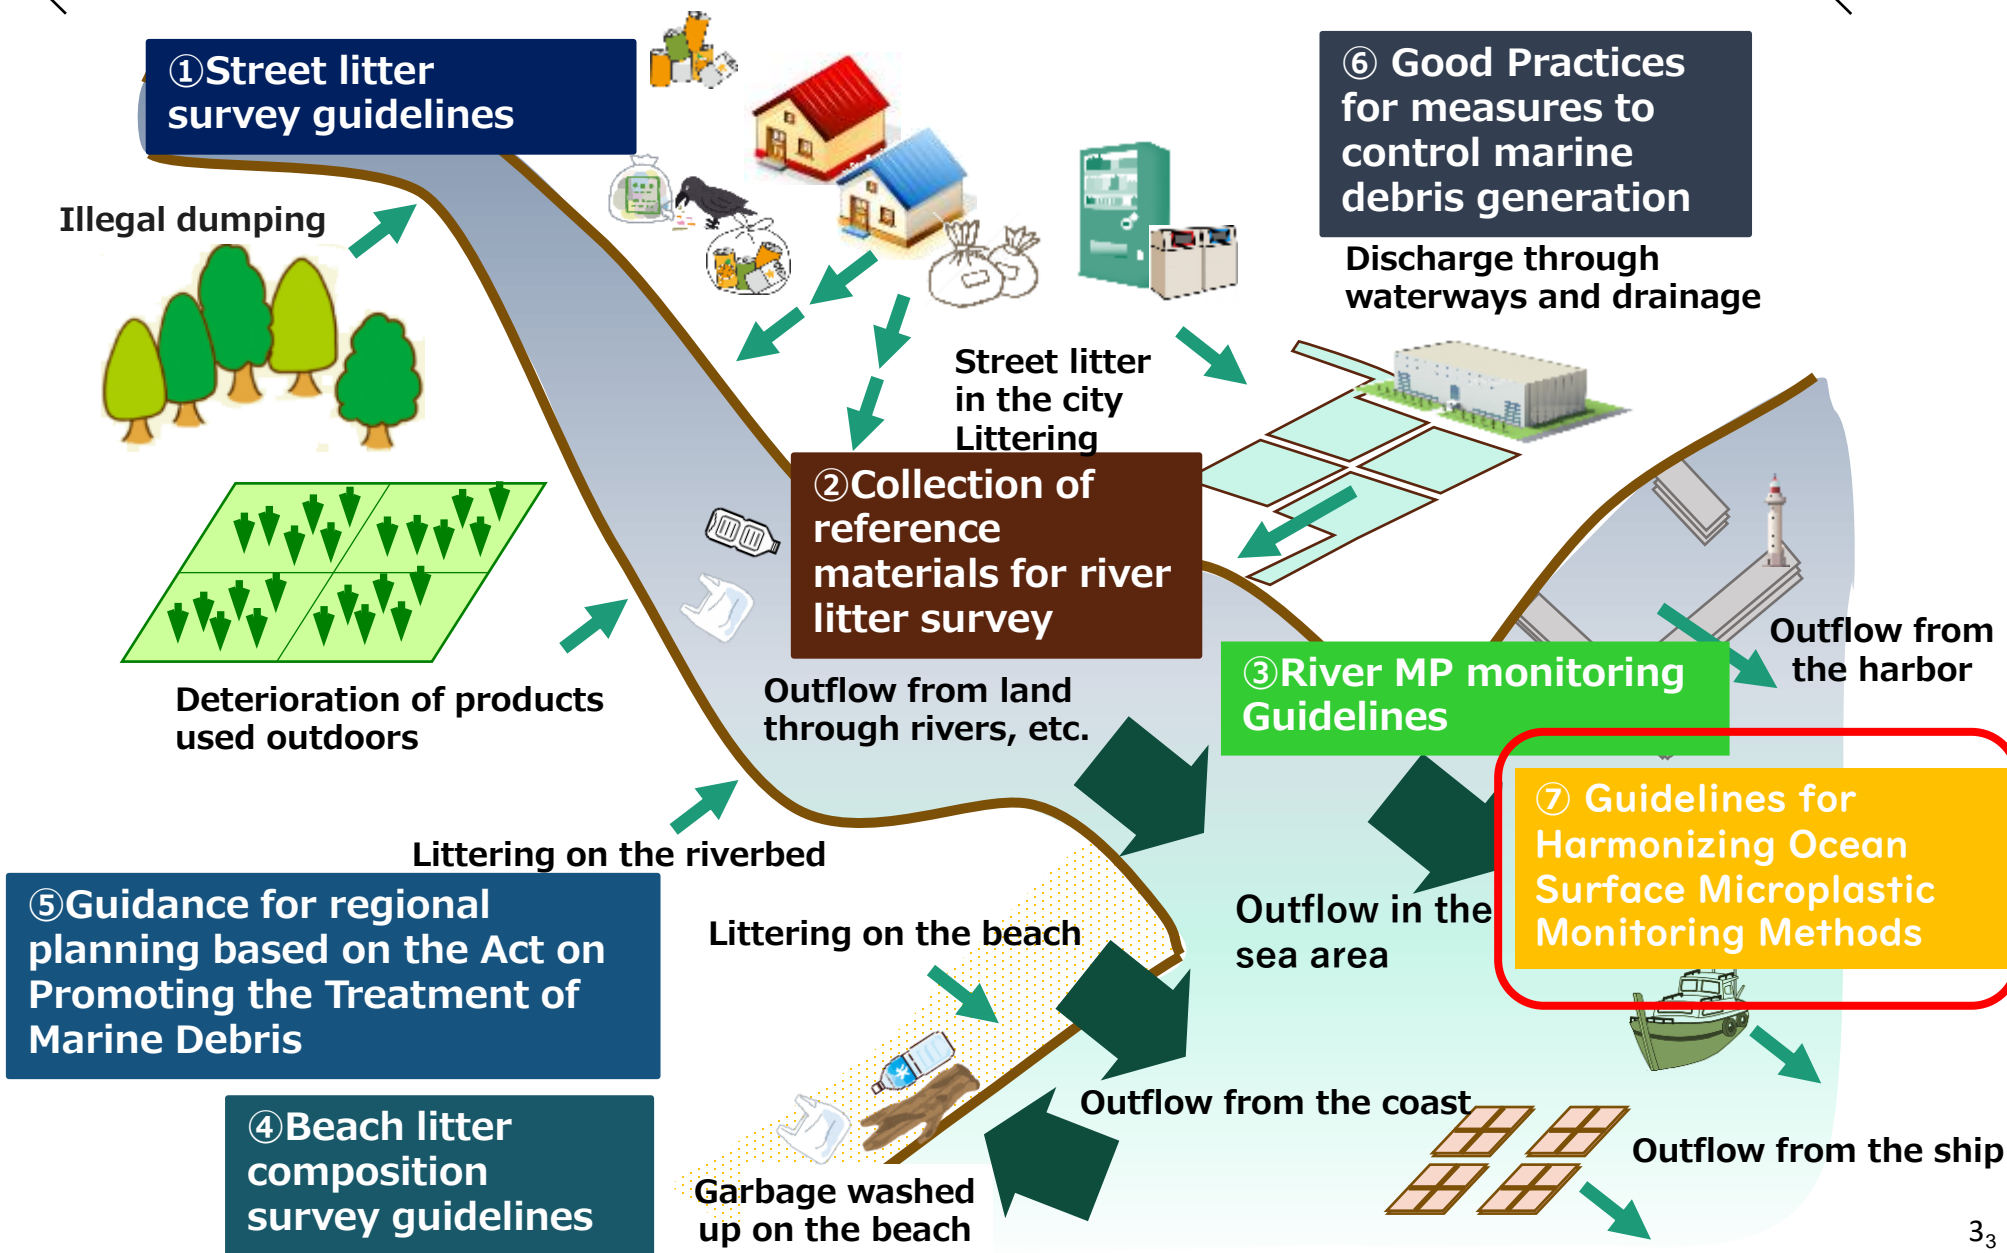 ①Street litter
survey guidelines
⑥ Good Practices
for measures to
control marine
debris generation
Illegal dumping
Discharge through
waterways and drainage
Street litter
in the city
Littering
②Collection of
reference
materials for river
litter survey
Outflow from
the harbor
③River MP monitoring
Guidelines
Deterioration of products
used outdoors
Outflow from land
through rivers, etc.
⑦ Guidelines for
Harmonizing Ocean
Surface Microplastic
Monitoring Methods
Littering on the riverbed
⑤Guidance for regional
planning based on the Act on
Promoting the Treatment of
Marine Debris
Littering on the beach
Outflow in the
sea area
Outflow from the coast
④Beach litter
composition
survey guidelines
Outflow from the ship
Garbage washed
up on the beach
3
3